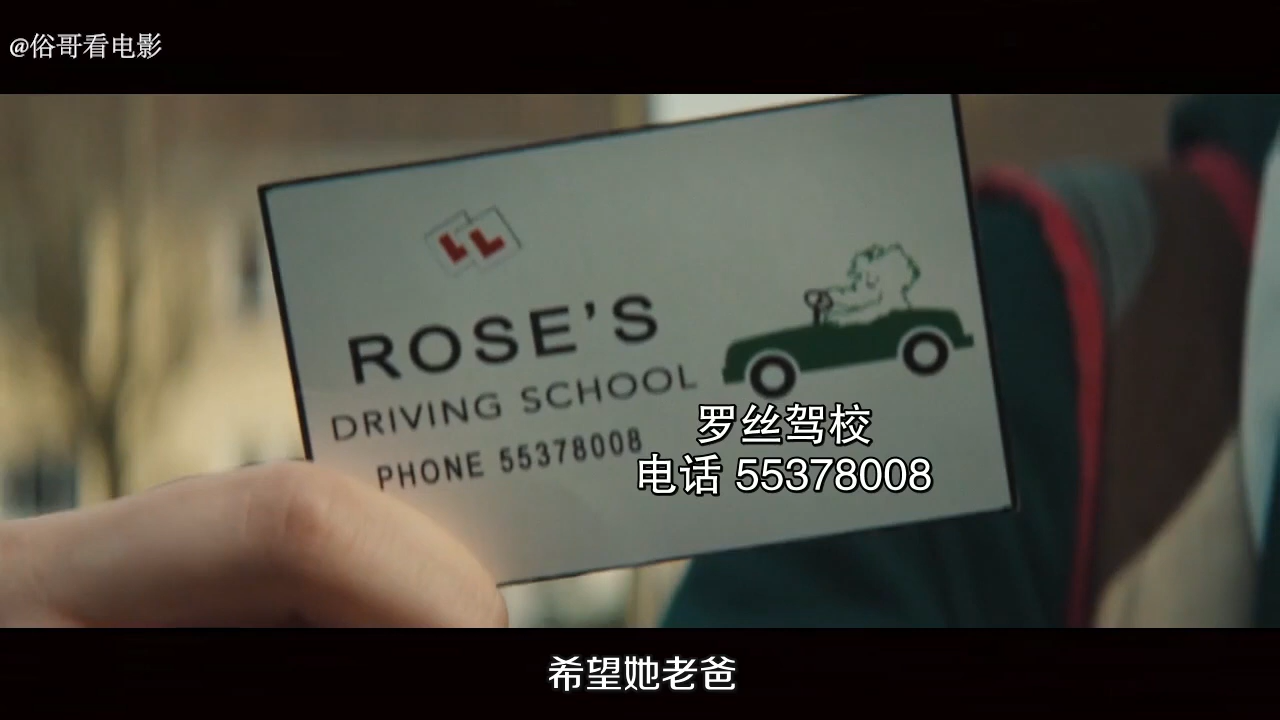 @俗哥看电影
L L
ROSE'S
DRIVING SCHOOL
PHONE 55378008
罗丝驾校
电话 55378008
希望她老爸